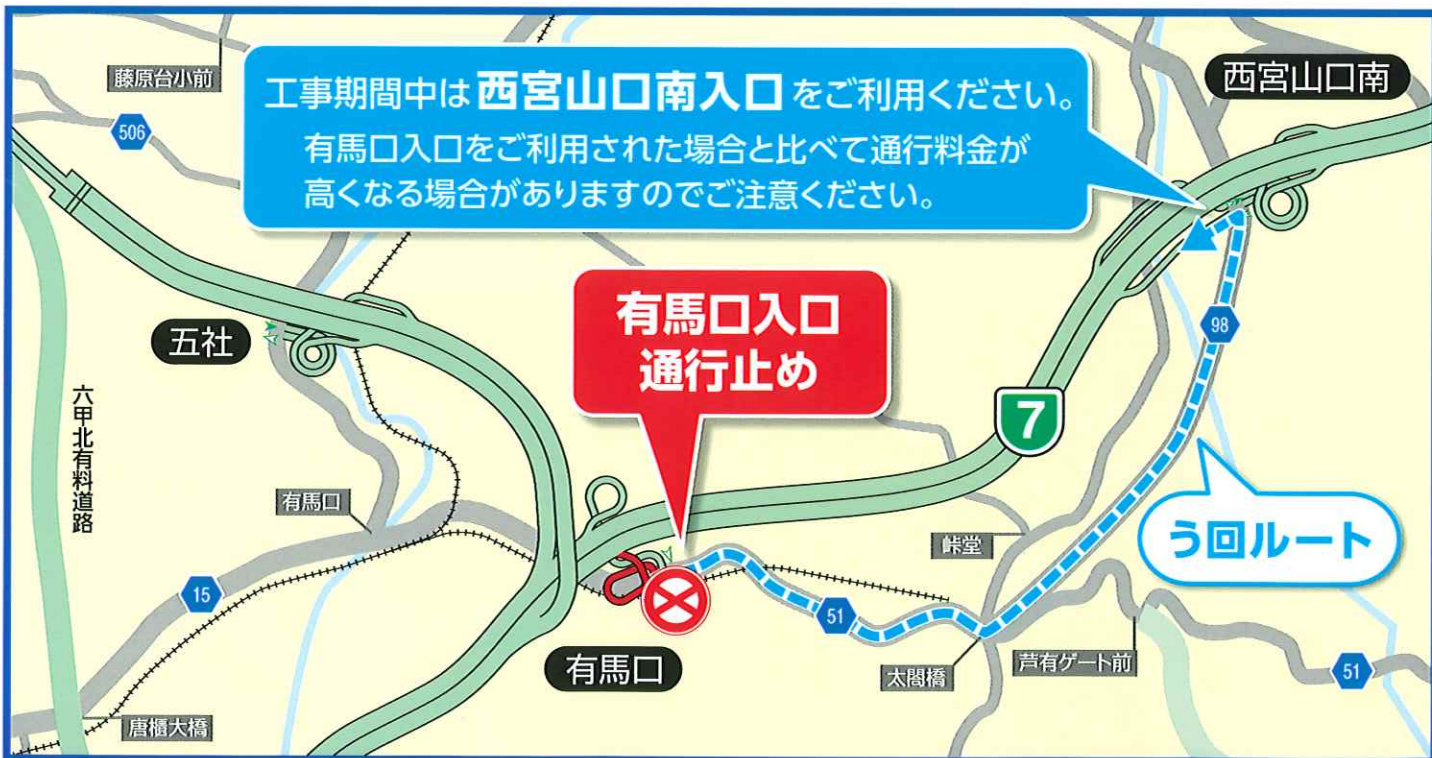 藤原台小前
506
工事期間中は西宮山口南入口をご利用ください。
有馬口入口をご利用された場合と比べて通行料金が
高くなる場合がありますのでご注意ください。
西宮山口南
五社
有馬口入口
通行止め
98
7
六甲北有料道路
有馬口
峠堂
う回ルート
15
51
有馬口
太閤橋
芦有ゲート前
51
唐櫃大橋